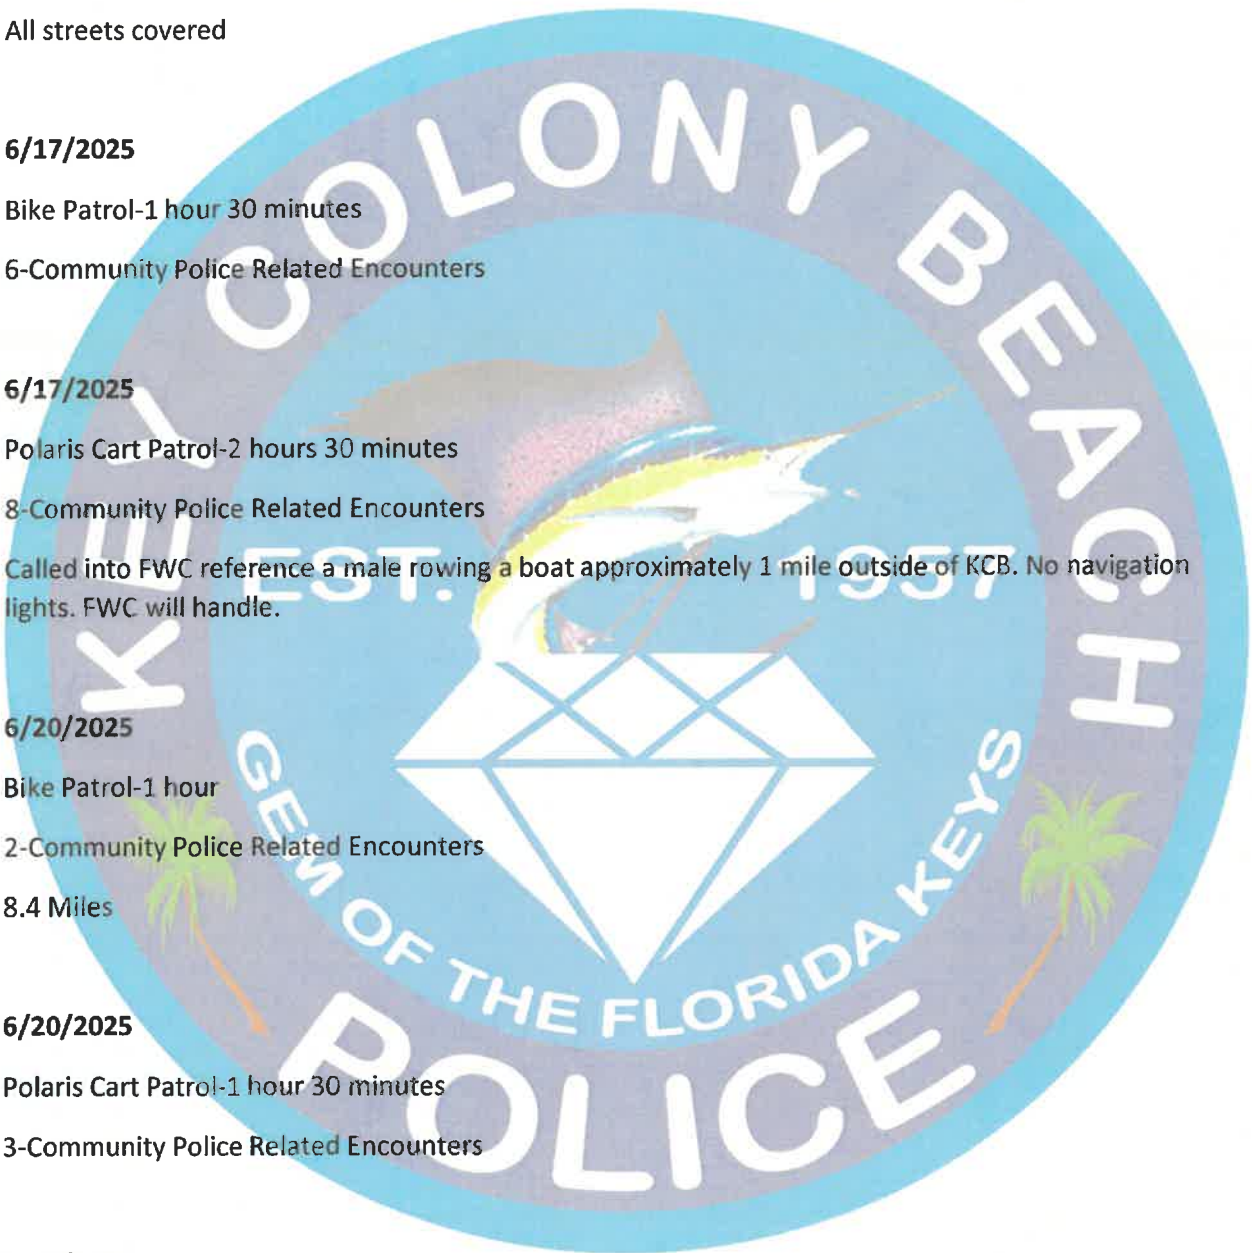 All streets covered
6/17/2025
Bike Patrol-1 hour 30 minutes
6-Community Police Related Encounters
6/17/2025
Polaris Cart Patrol-2 hours 30 minutes
8-Community Police Related Encounters
Called into FWC reference a male rowing a boat approximately 1 mile outside of KCB. No navigation
lights. FWC will handle.
6/20/2025
Bike Patrol-1 hour
2-Community Police Related Encounters
8.4 Miles
6/20/2025
Polaris Cart Patrol-1 hour 30 minutes
3-Community Police Related Encounters
KEY COLONY BEACH
EST. 1957
GEM OF THE FLORIDA KEYS
POLICE